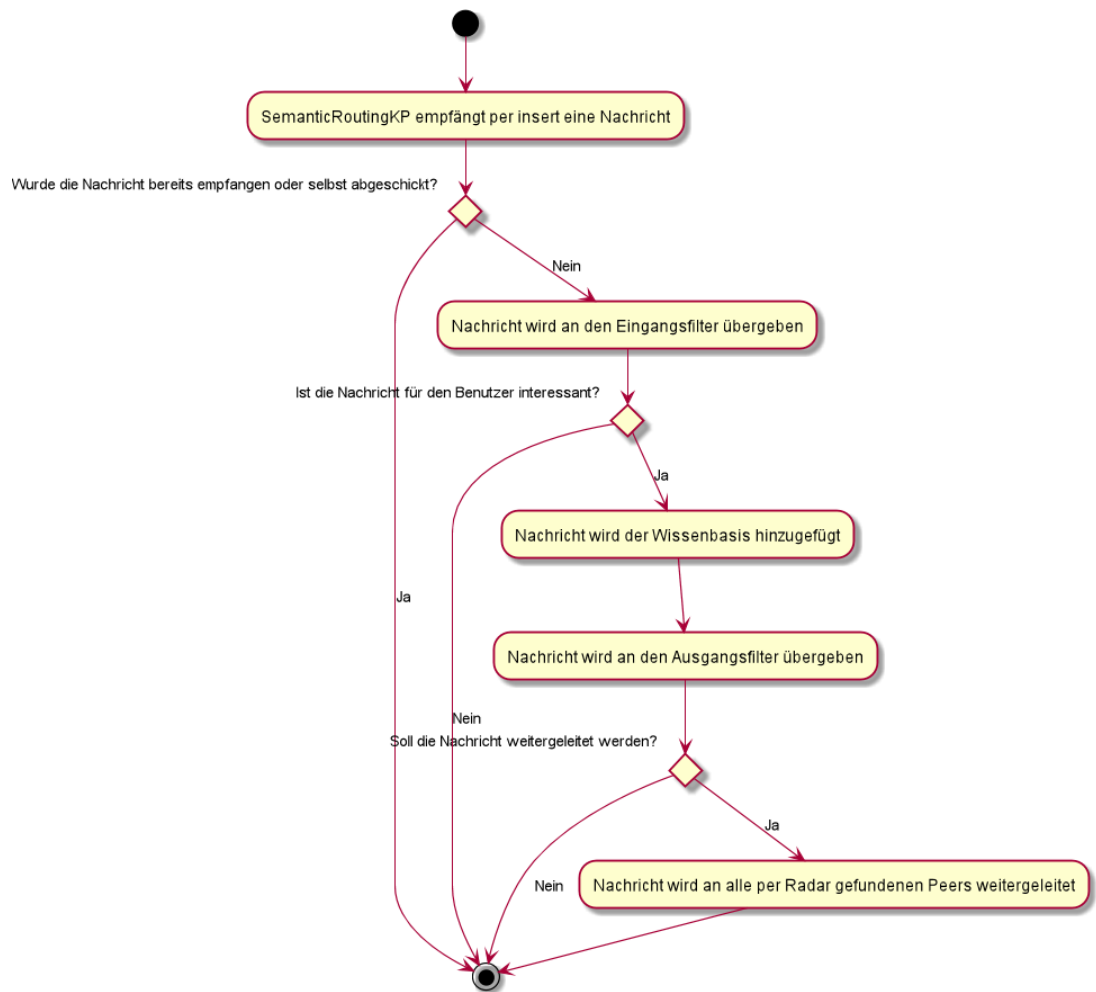 SemanticRoutingKP empfängt per insert eine Nachricht
Wurde die Nachricht bereits empfangen oder selbst abgeschickt?
Nein
Nachricht wird an den Eingangsfilter übergeben
Ist die Nachricht für den Benutzer interessant?
Ja
Nachricht wird der Wissenbasis hinzugefügt
Ja
Nachricht wird an den Ausgangsfilter übergeben
Nein
Soll die Nachricht weitergeleitet werden?
Ja
Nein
Nachricht wird an alle per Radar gefundenen Peers weitergeleitet